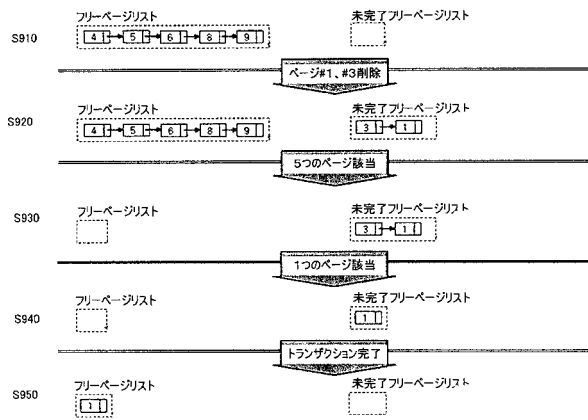 S910
フリーページリスト
4 5 6 8 9
未完了フリーページリスト
ページ#1、#3削除
S920
フリーページリスト
4 5 6 8 9
未完了フリーページリスト
3 1
5つのページ該当
S930
フリーページリスト
未完了フリーページリスト
3 1
1つのページ該当
S940
フリーページリスト
未完了フリーページリスト
1
トランザクション完了
S950
フリーページリスト
1
未完了フリーページリスト